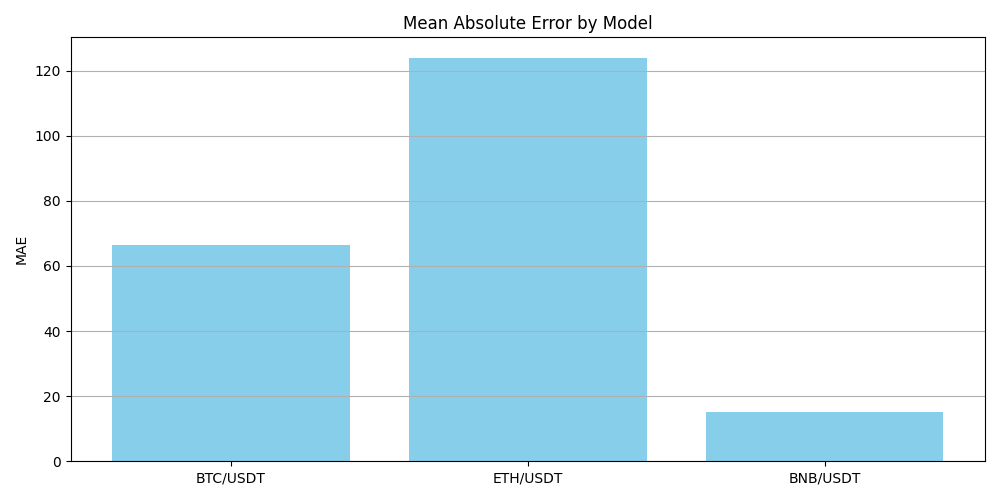 Mean Absolute Error by Model
MAE
120
100
80
60
40
20
0
BTC/USDT
ETH/USDT
BNB/USDT